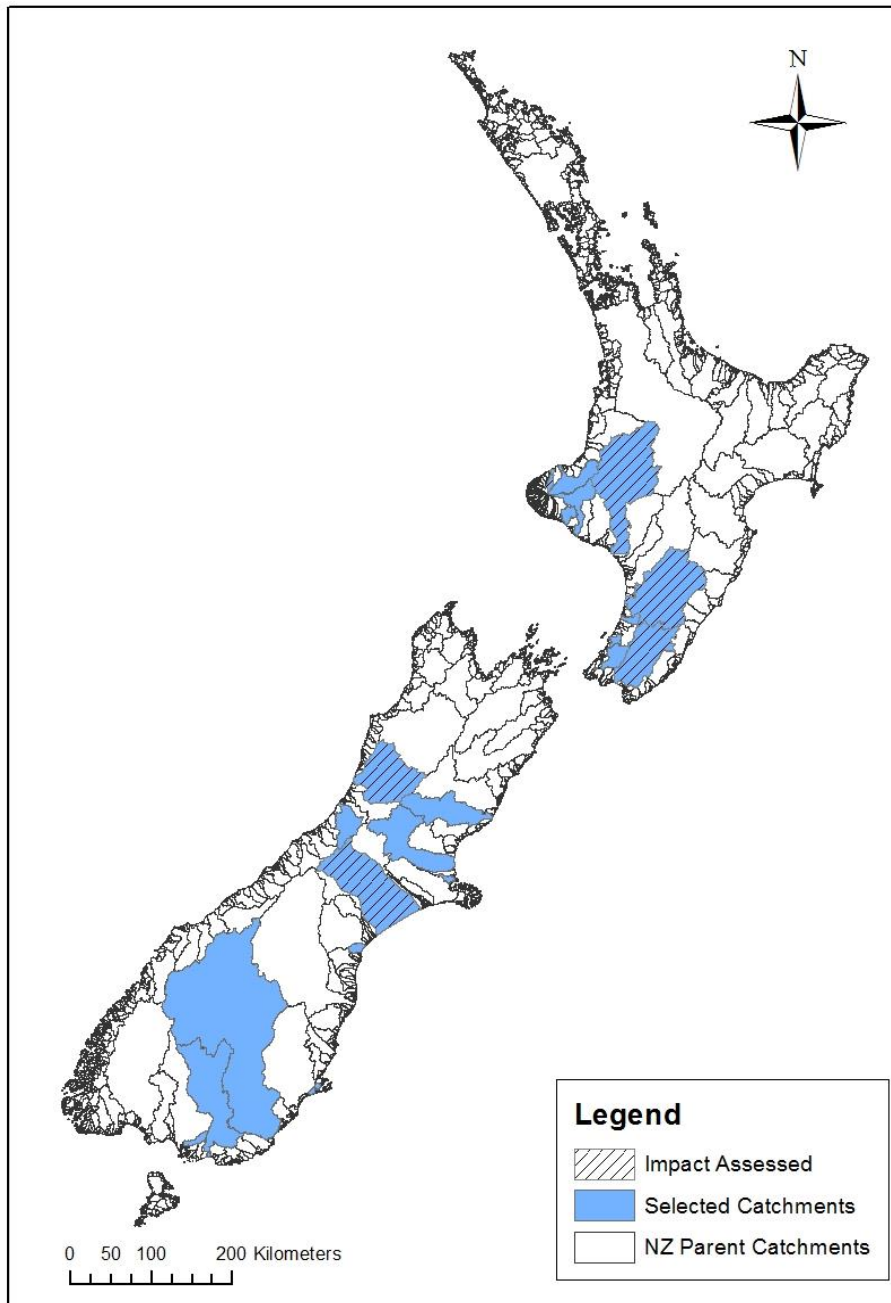 N
Legend
Impact Assessed
Selected Catchments
NZ Parent Catchments
0 50 100 200 Kilometers